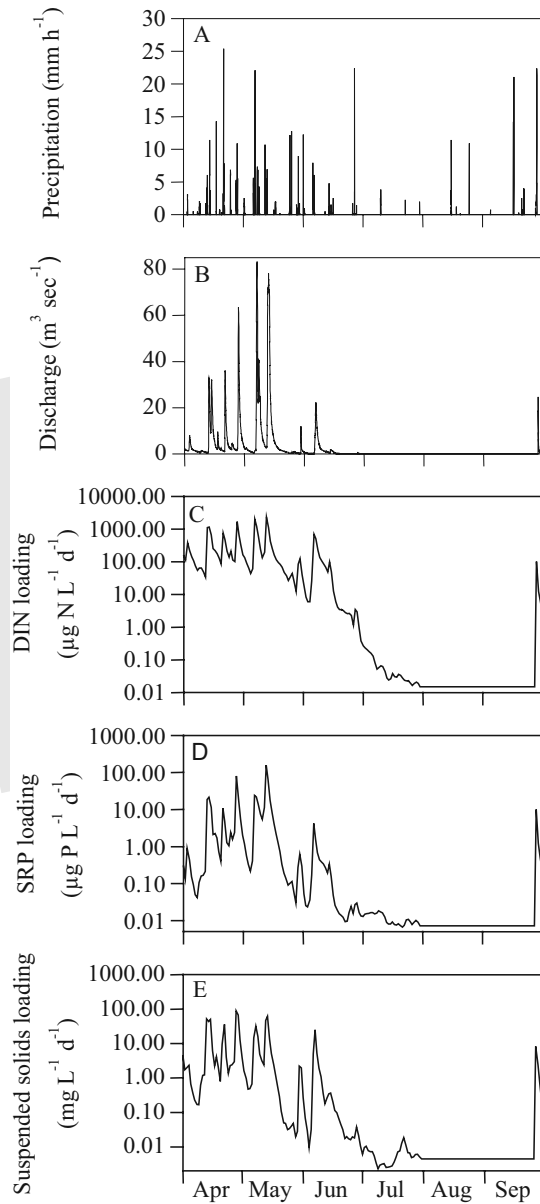 A
Precipitation (mm h⁻¹)
30
25
20
15
10
5
0
B
Discharge (m³ sec⁻¹)
80
60
40
20
0
C
DIN loading
(µg N L⁻¹ d⁻¹)
10000.00
1000.00
100.00
10.00
1.00
0.10
0.01
D
SRP loading
(µg P L⁻¹ d⁻¹)
1000.00
100.00
10.00
1.00
0.10
0.01
E
Suspended solids loading
(mg L⁻¹ d⁻¹)
1000.00
100.00
10.00
1.00
0.10
0.01
Apr May Jun Jul Aug Sep